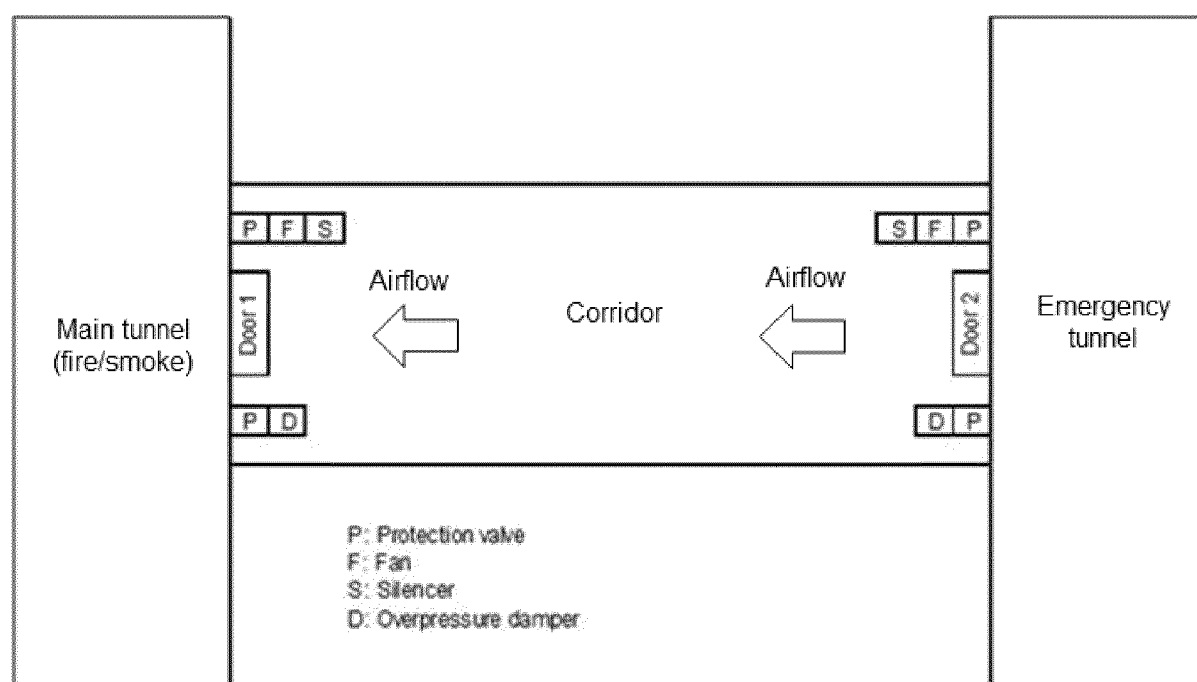 P F S
S F P
Airflow
Airflow
Main tunnel
(fire/smoke)
Door 1
Corridor
Door 2
Emergency
tunnel
P D
D P
P: Protection valve
F: Fan
S: Silencer
D: Overpressure damper